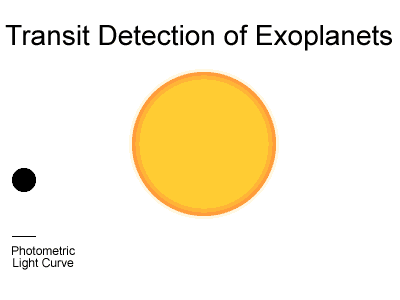 Transit Detection of Exoplanets
Photometric
Light Curve